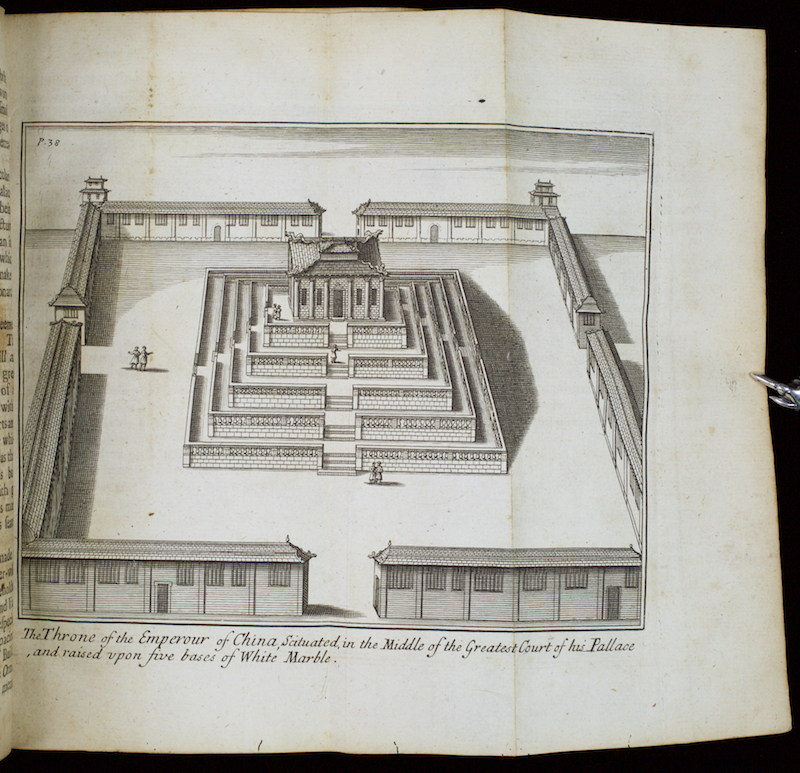 P. 38
The Throne of the Emperour of China, Scituated, in the Middle of the Greatest Court of his Pallace
, and raised vpon five bases of White Marble.